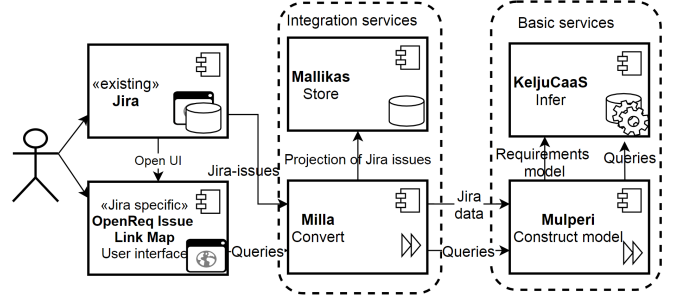 Integration services
Basic services
«existing»
Jira
Mallikas
Store
KeljuCaaS
Infer
Open UI
Jira-issues
Projection of Jira issues
Requirements
model
Queries
«Jira specific»
OpenReq Issue
Link Map
User interface
Queries
Milla
Convert
Jira
data
Queries
Mulperi
Construct model